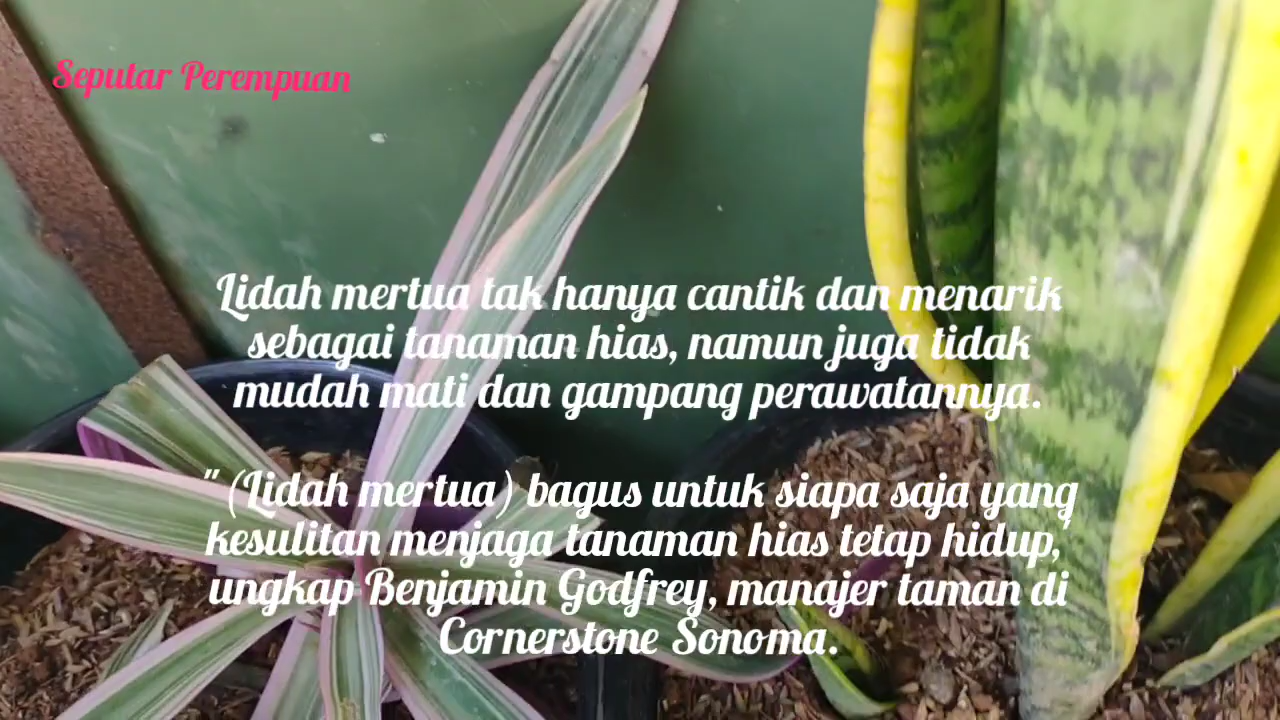 Seputar Perempuan
Lidah mertua tak hanya cantik dan menarik
sebagai tanaman hias, namun juga tidak
mudah mati dan gampang perawatannya.
"(Lidah mertua) bagus untuk siapa saja yang
kesulitan menjaga tanaman hias tetap hidup,'
ungkap Benjamin Godfrey, manajer taman di
Cornerstone Sonoma.